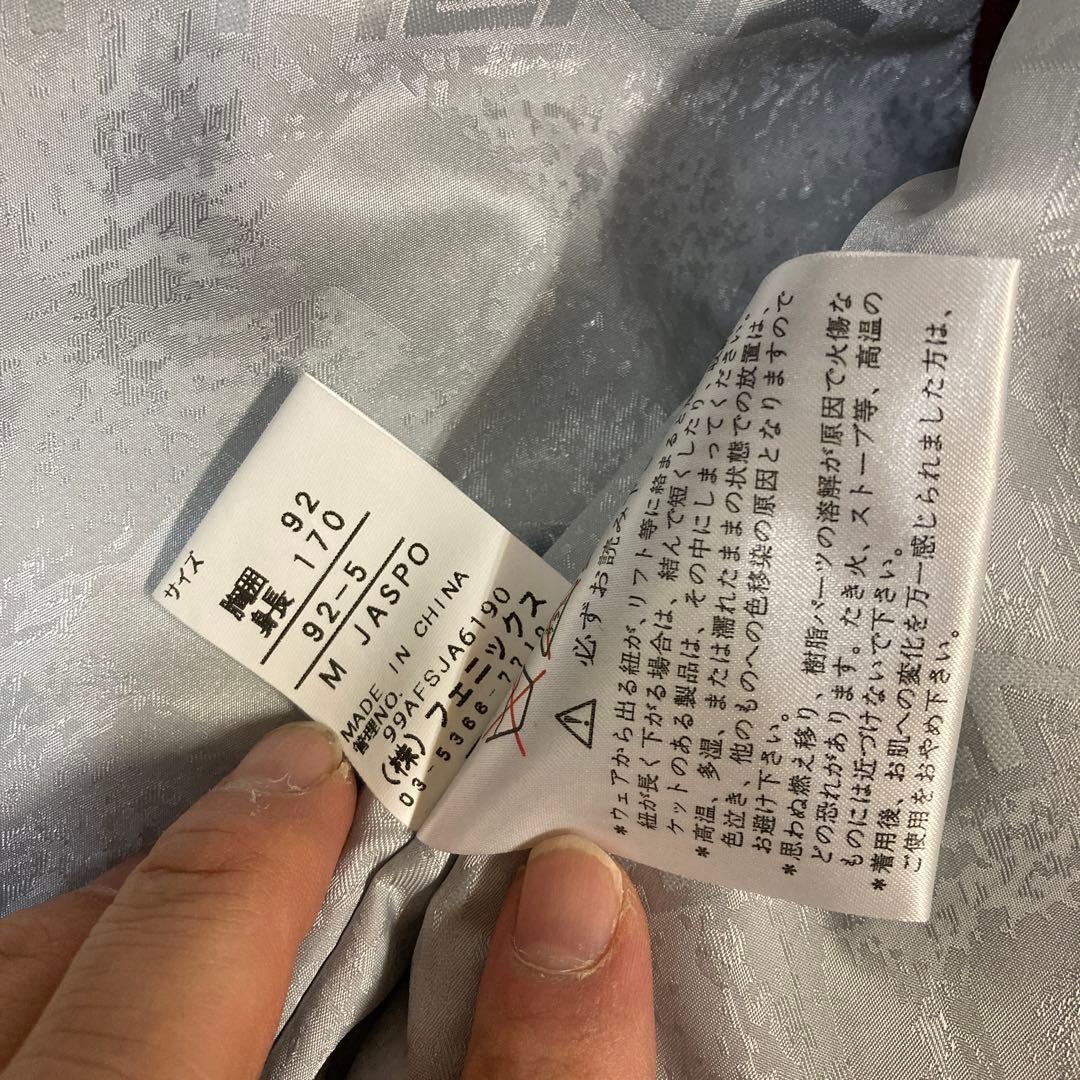 サイズ
胸囲 92
身長 170
92-5
M JASPO
MADE IN CHINA
管理NO.
99AFSJA6190
(株)フェニックス
03-5366-7710
必ずお読み
*ウェアから出る紐が、リフト等に絡まる
紐が長く下がる場合は、結んで短くしたり、
ケットのある製品は、その中にしまってください。
*高温、多湿、または濡れたままの状態での放置は、
色泣き、他のものへの色移染の原因となりますので
お避け下さい。
*思わぬ燃え移り、樹脂パーツの溶解が原因で火傷な
どの恐れがあります。たき火、ストーブ等、高温の
ものには近づけないで下さい。
*着用後、お肌への変化を万一感じられました方は、
ご使用をおやめ下さい。